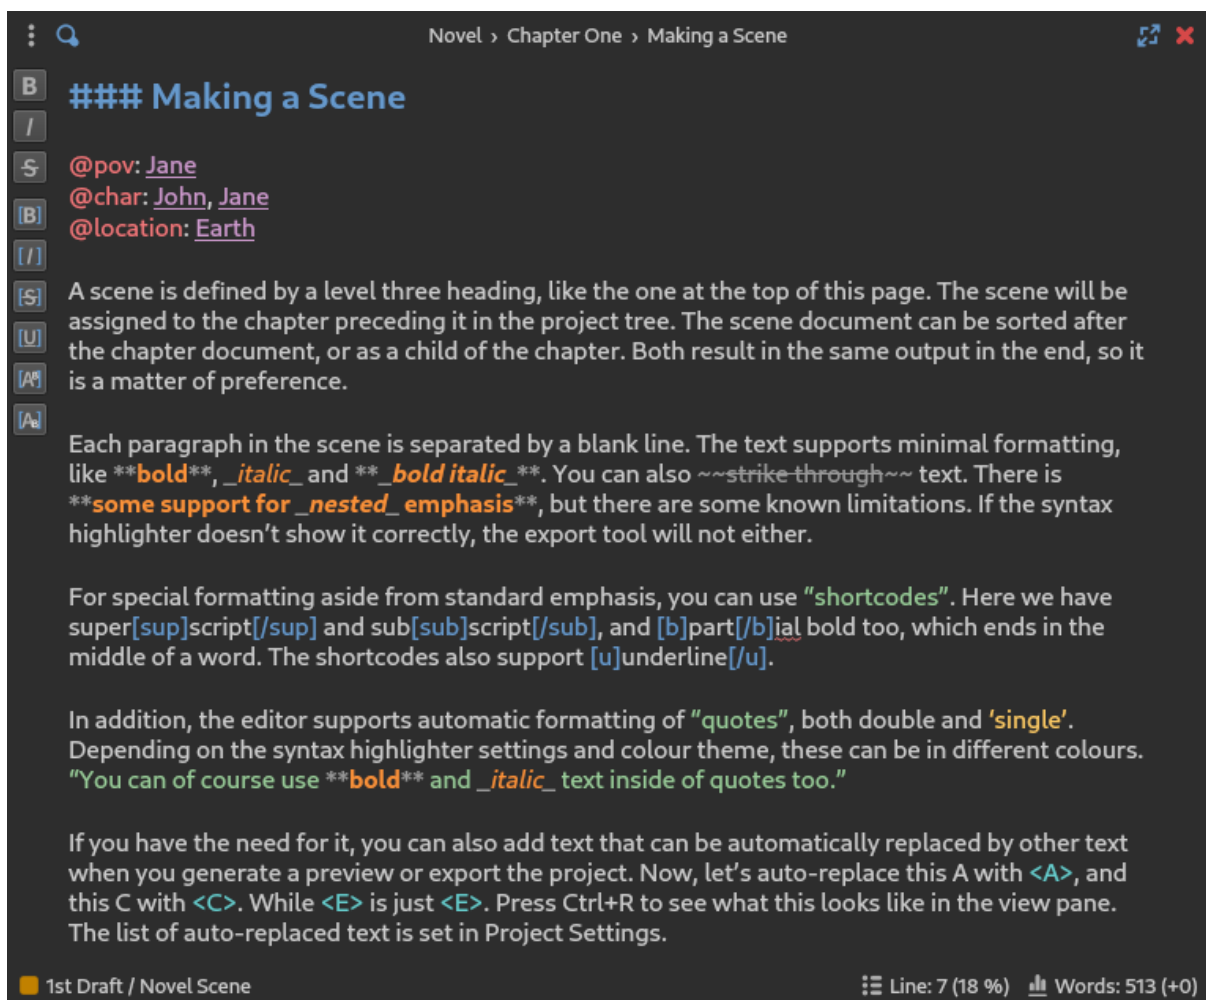 Novel › Chapter One › Making a Scene
B
### Making a Scene
I
S
@pov: Jane
@char: John, Jane
[B]
@location: Earth
[I]
[S]
A scene is defined by a level three heading, like the one at the top of this page. The scene will be
assigned to the chapter preceding it in the project tree. The scene document can be sorted after
[U]
the chapter document, or as a child of the chapter. Both result in the same output in the end, so it
[AB]
is a matter of preference.
[AB]
Each paragraph in the scene is separated by a blank line. The text supports minimal formatting,
like **bold**, _italic_ and **_bold italic_**. You can also ~~strike through~~ text. There is
**some support for _nested_ emphasis**, but there are some known limitations. If the syntax
highlighter doesn’t show it correctly, the export tool will not either.
For special formatting aside from standard emphasis, you can use “shortcodes”. Here we have
super[sup]script[/sup] and sub[sub]script[/sub], and [b]part[/b]ial bold too, which ends in the
middle of a word. The shortcodes also support [u]underline[/u].
In addition, the editor supports automatic formatting of “quotes”, both double and ‘single’.
Depending on the syntax highlighter settings and colour theme, these can be in different colours.
“You can of course use **bold** and _italic_ text inside of quotes too.”
If you have the need for it, you can also add text that can be automatically replaced by other text
when you generate a preview or export the project. Now, let’s auto-replace this A with <A>, and
this C with <C>. While <E> is just <E>. Press Ctrl+R to see what this looks like in the view pane.
The list of auto-replaced text is set in Project Settings.
1st Draft / Novel Scene
Line: 7 (18 %) Words: 513 (+0)